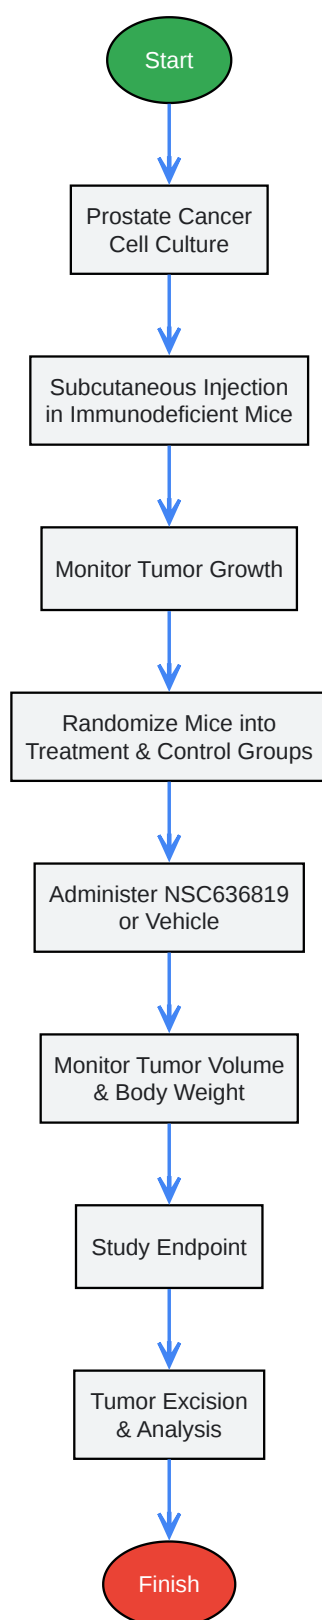 Start
Prostate Cancer
Cell Culture
Subcutaneous Injection
in Immunodeficient Mice
Monitor Tumor Growth
Randomize Mice into
Treatment & Control Groups
Administer NSC636819
or Vehicle
Monitor Tumor Volume
& Body Weight
Study Endpoint
Tumor Excision
& Analysis
Finish